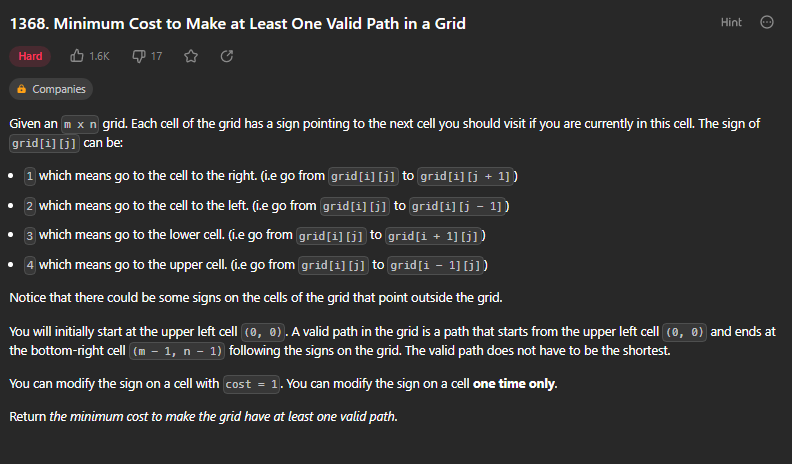 1368. Minimum Cost to Make at Least One Valid Path in a Grid
Hint
Hard 1.6K 17
Companies
Given an m x n grid. Each cell of the grid has a sign pointing to the next cell you should visit if you are currently in this cell. The sign of
grid[i][j] can be:
• 1 which means go to the cell to the right. (i.e go from grid[i][j] to grid[i][j + 1])
• 2 which means go to the cell to the left. (i.e go from grid[i][j] to grid[i][j - 1])
• 3 which means go to the lower cell. (i.e go from grid[i][j] to grid[i + 1][j])
• 4 which means go to the upper cell. (i.e go from grid[i][j] to grid[i - 1][j])
Notice that there could be some signs on the cells of the grid that point outside the grid.
You will initially start at the upper left cell (0, 0). A valid path in the grid is a path that starts from the upper left cell (0, 0) and ends at
the bottom-right cell (m - 1, n - 1) following the signs on the grid. The valid path does not have to be the shortest.
You can modify the sign on a cell with cost = 1. You can modify the sign on a cell one time only.
Return the minimum cost to make the grid have at least one valid path.